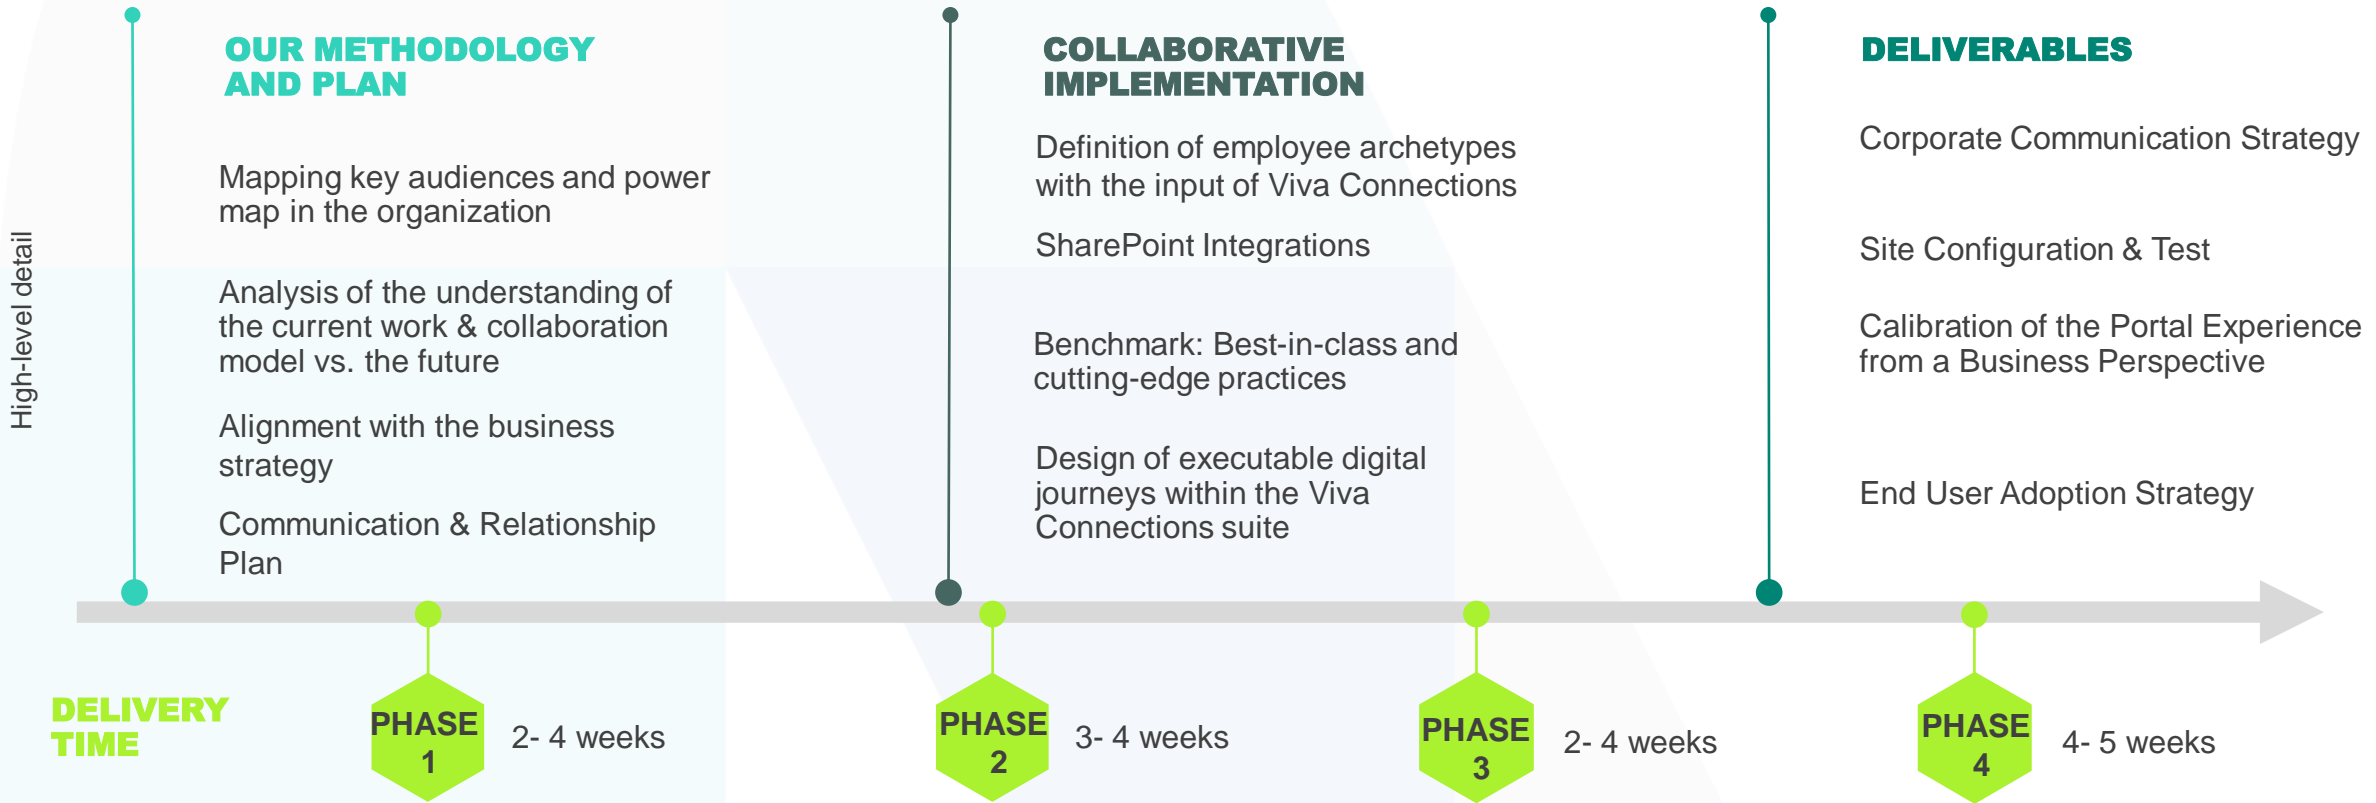 High-level detail
OUR METHODOLOGY
AND PLAN
Mapping key audiences and power
map in the organization
Analysis of the understanding of
the current work & collaboration
model vs. the future
Alignment with the business
strategy
Communication & Relationship
Plan
COLLABORATIVE
IMPLEMENTATION
Definition of employee archetypes
with the input of Viva Connections
SharePoint Integrations
Benchmark: Best-in-class and
cutting-edge practices
Design of executable digital
journeys within the Viva
Connections suite
DELIVERABLES
Corporate Communication Strategy
Site Configuration & Test
Calibration of the Portal Experience
from a Business Perspective
End User Adoption Strategy
DELIVERY
TIME
PHASE
1
2- 4 weeks
PHASE
2
3- 4 weeks
PHASE
3
2- 4 weeks
PHASE
4
4- 5 weeks